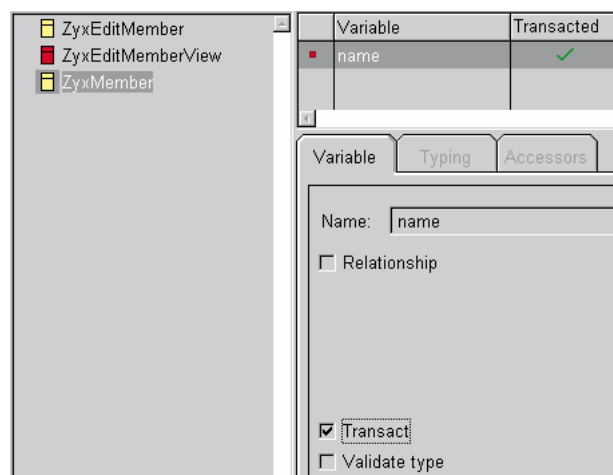 ZyxEditMember
ZyxEditMemberView
ZyxMember
Variable Transacted
name
Variable Typing Accessors
Name: name
Relationship
Transact
Validate type